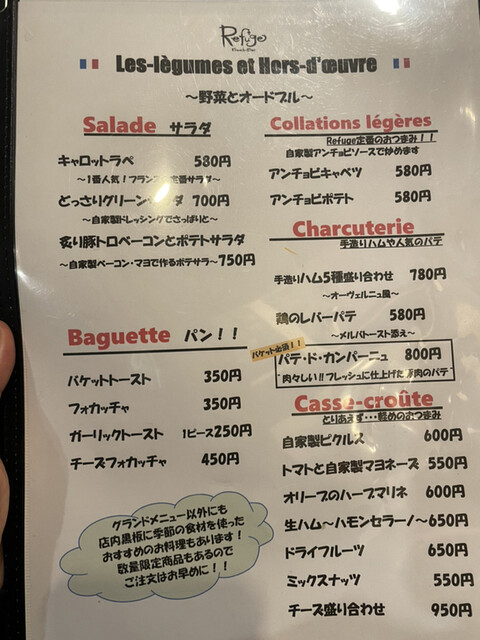 Refuge
Les-lègumes et Hors-d'œuvre
～野菜とオードブル～
Salade サラダ
キャロットラペ 580円
～1番人気！フランス定番サラダ～
どっさりグリーンサラダ 700円
～自家製ドレッシングでさっぱりと～
炙り豚トロベーコンとポテトサラダ
～自家製ベーコン・マヨで作るポテサラ～750円
Baguette パン！！
バケットトースト 350円
フォカッチャ 350円
ガーリックトースト 1ピース250円
チーズフォカッチャ 450円
グランドメニュー以外にも
店内黒板に季節の食材を使った
おすすめのお料理もあります！
数量限定商品もあるので
ご注文はお早めに！！
Collations légères
Refuge定番のおつまみ！！
自家製アンチョビソースで炒めます
アンチョビキャベツ 580円
アンチョビポテト 580円
Charcuterie
手造りハムや人気のパテ
手造りハム5種盛り合わせ 780円
～オーヴェルニュ風～
鶏のレバーパテ 580円
～メルバトースト添え～
バケット必須！！
パテ・ド・カンパーニュ 800円
"肉々しい!!フレッシュに仕上げた豚肉のパテ"
Casse-croûte
とりあえず・・・軽めのおつまみ
自家製ピクルス 600円
トマトと自家製マヨネーズ 550円
オリーブのハーブマリネ 600円
生ハム～ハモンセラーノ～650円
ドライフルーツ 650円
ミックスナッツ 550円
チーズ盛り合わせ 950円